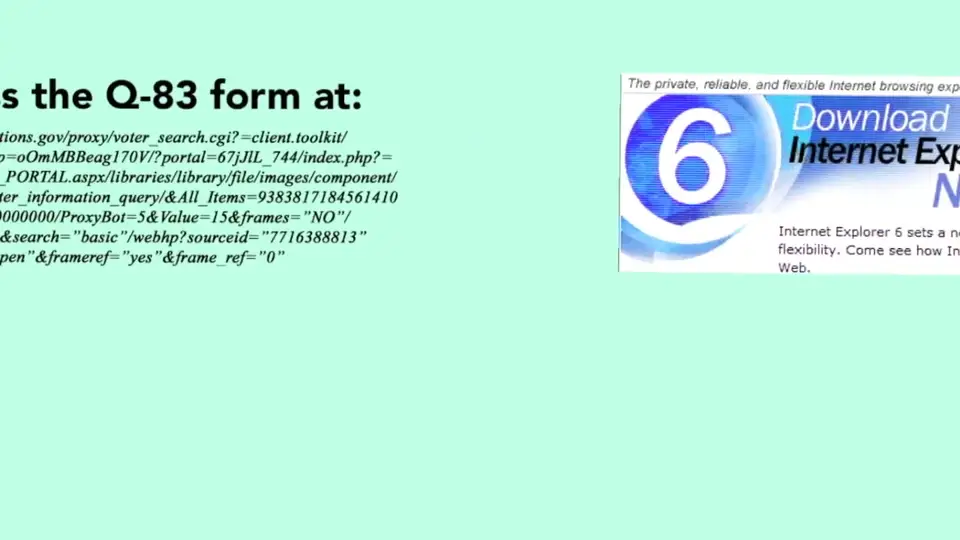 s the Q-83 form at:
tions.gov/proxy/voter_search.cgi?=client.toolkit/
p=oOmMBBeag170V/?portal=67jJIL_744/index.php?=
_PORTAL.aspx/libraries/library/file/images/component/
ter_information_query/&All_Items=9383817184561410
0000000/ProxyBot=5&Value=15&frames="NO"/
&search="basic"/webhp?sourceid="7716388813"
pen"&frameref="yes"&frame_ref="0"
The private, reliable, and flexible Internet browsing exp
6
Download
Internet Exp
N
Internet Explorer 6 sets a n
flexibility. Come see how In
Web.